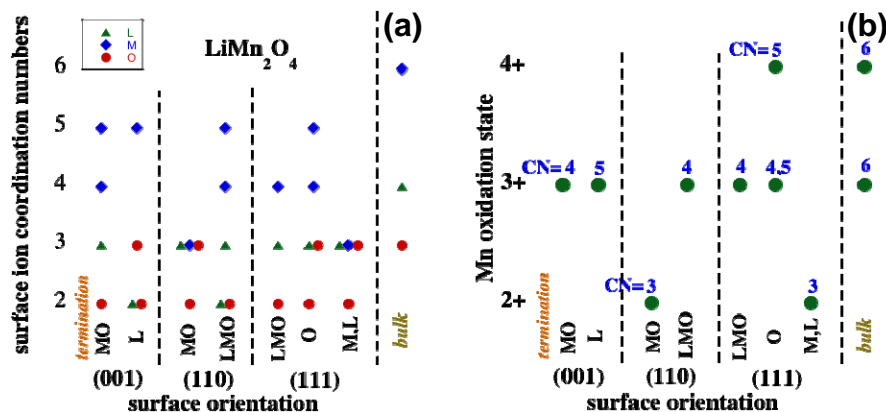 (a)
L
M
O
LiMn2O4
surface ion coordination numbers
6
5
4
3
2
termination
MO
L
MO
LMO
LMO
O
M,L
bulk
(001)
(110)
(111)
surface orientation
(b)
Mn oxidation state
4+
3+
2+
CN=5
6
CN=4
5
4
4
4,5
6
CN=3
3
termination
MO
L
MO
LMO
LMO
O
M,L
bulk
(001)
(110)
(111)
surface orientation